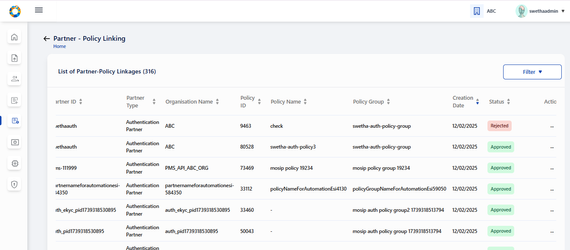 ABC
swethaadmin
Partner - Policy Linking
Home
List of Partner-Policy Linkages (316)
Filter
artner ID Partner Type Organisation Name Policy ID Policy Name Policy Group Creation Date Status Actic
wethaauth Authentication Partner ABC 9463 check swetha-auth-policy-group 12/02/2025 Rejected ...
wethaauth Authentication Partner ABC 80528 swetha-auth-policy3 swetha-auth-policy-group 12/02/2025 Approved ...
ns-111999 Authentication Partner PMS_API_ABC_ORG 73469 mosip policy 19234 mosip policy group 19234 12/02/2025 Approved ...
artnernameforautomationesi-584350 Authentication Partner partnernameforautomationesi-584350 33112 policyNameForAutomationEsi4130 policyGroupNameForAutomationEsi59050 12/02/2025 Approved ...
th_ekyc_pid1739318530895 Authentication Partner auth_ekyc_pid1739318530895 33460 - mosip auth policy group2 1739318513794 12/02/2025 Approved ...
th_pid1739318530895 Authentication Partner auth_pid1739318530895 50043 - mosip auth policy group 1739318513794 12/02/2025 Approved ...